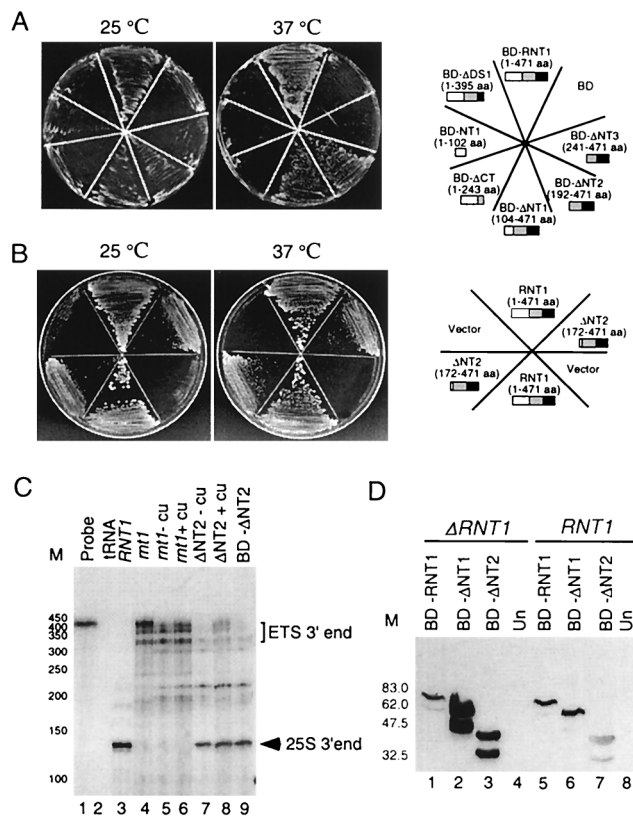 A
25 °C
37 °C
BD-RNT1
(1-471 aa)
BD-ΔDS1
(1-395 aa)
BD
BD-NT1
(1-102 aa)
BD-ΔNT3
(241-471 aa)
BD-ΔCT
(1-243 aa)
BD-ΔNT2
(192-471 aa)
BD-ΔNT1
(104-471 aa)
B
25 °C
37 °C
RNT1
(1-471 aa)
Vector
ΔNT2
(172-471 aa)
ΔNT2
(172-471 aa)
Vector
RNT1
(1-471 aa)
C
M
Probe
tRNA
RNT1
mt1
mt1- cu
mt1+ cu
ΔNT2 - cu
ΔNT2 + cu
BD -ΔNT2
450
400
350
300
250
200
150
100
ETS 3' end
25S 3'end
1 2 3 4 5 6 7 8 9
D
ΔRNT1
RNT1
M
BD -RNT1
BD -ΔNT1
BD -ΔNT2
Un
BD -RNT1
BD -ΔNT1
BD -ΔNT2
Un
83.0
62.0
47.5
32.5
1 2 3 4 5 6 7 8